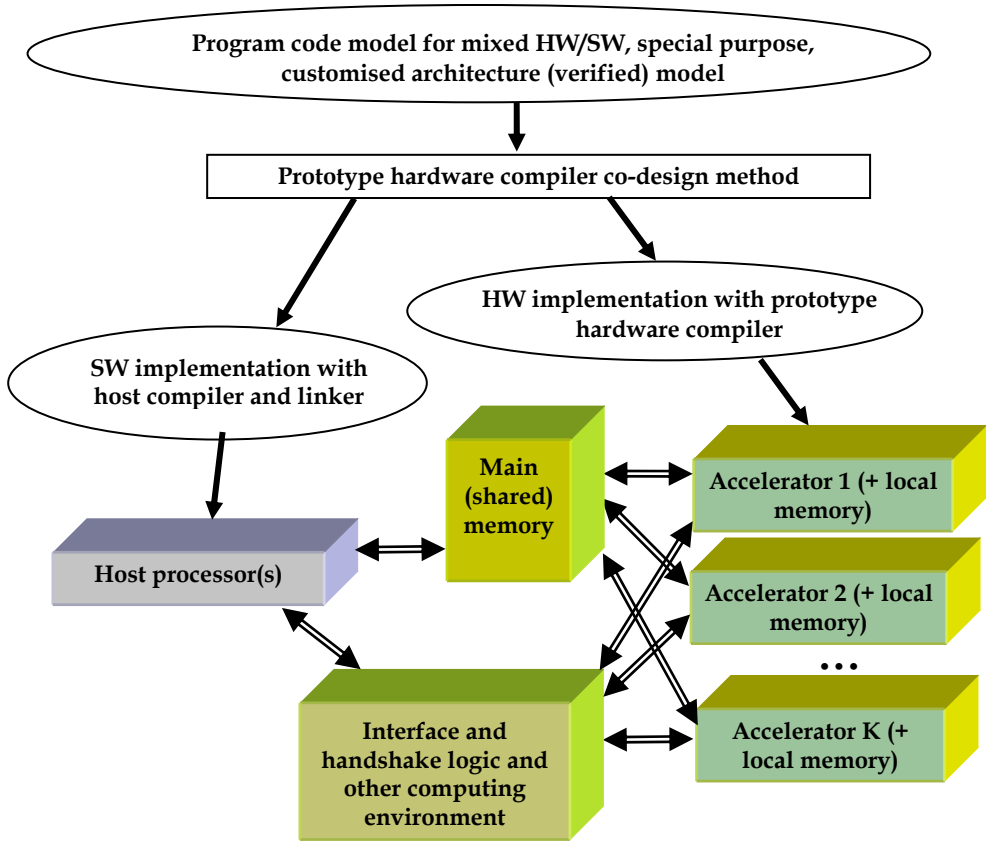 Program code model for mixed HW/SW, special purpose,
customised architecture (verified) model
Prototype hardware compiler co-design method
HW implementation with prototype
hardware compiler
SW implementation with
host compiler and linker
Main
(shared)
memory
Accelerator 1 (+ local
memory)
Host processor(s)
Accelerator 2 (+ local
memory)
...
Interface and
handshake logic and
other computing
environment
Accelerator K (+
local memory)